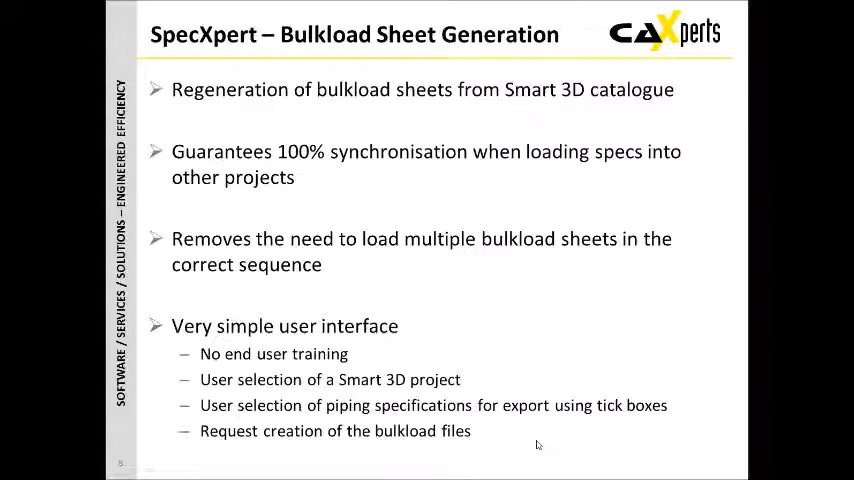 SpecXpert – Bulkload Sheet Generation
CAXperts
Regeneration of bulkload sheets from Smart 3D catalogue
Guarantees 100% synchronisation when loading specs into
other projects
Removes the need to load multiple bulkload sheets in the
correct sequence
Very simple user interface
– No end user training
– User selection of a Smart 3D project
– User selection of piping specifications for export using tick boxes
– Request creation of the bulkload files
SOFTWARE / SERVICES / SOLUTIONS – ENGINEERED EFFICIENCY